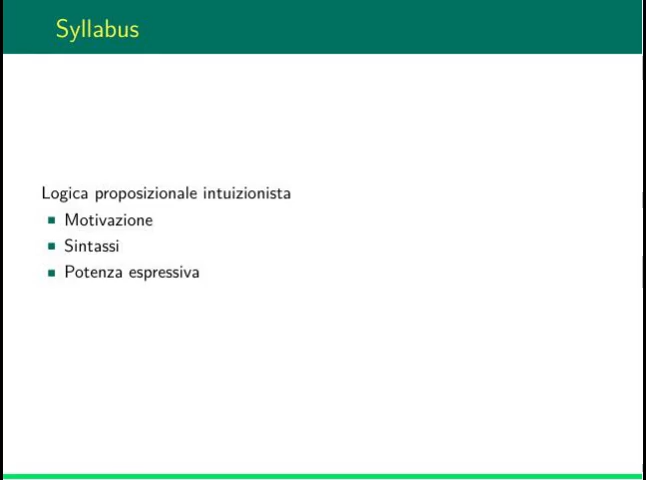 Syllabus
Logica proposizionale intuizionista
Motivazione
Sintassi
Potenza espressiva